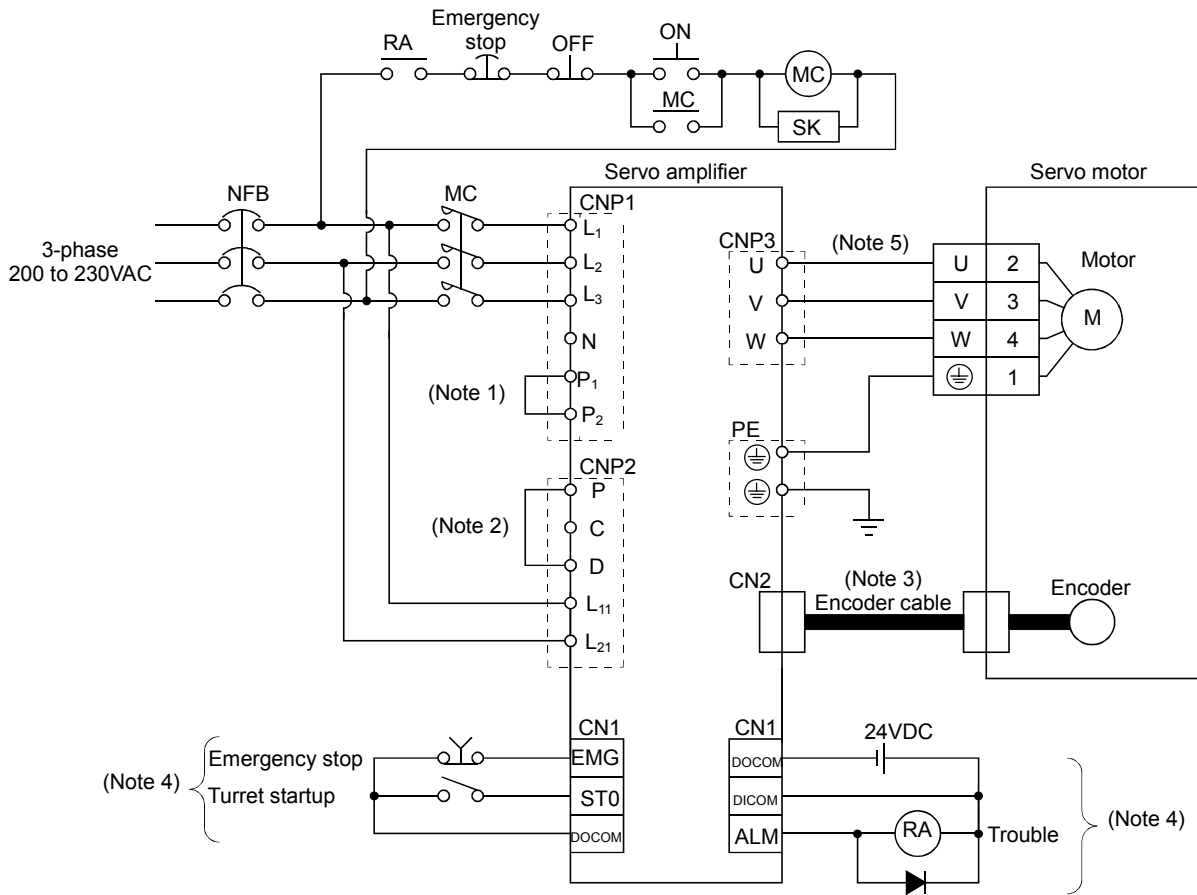 Emergency
stop
RA
OFF
ON
MC
MC
SK
Servo amplifier
Servo motor
NFB
MC
CNP1
3-phase
200 to 230VAC
L₁
L₂
L₃
N
P₁
P₂
(Note 1)
CNP3
(Note 5)
U
V
W
U 2
V 3
W 4
1
Motor
M
PE
CNP2
P
C
D
L₁₁
L₂₁
(Note 2)
CN2
(Note 3)
Encoder cable
Encoder
CN1
EMG
ST0
DOCOM
(Note 4)
Emergency stop
Turret startup
CN1
DOCOM
DICOM
ALM
24VDC
RA
Trouble
(Note 4)